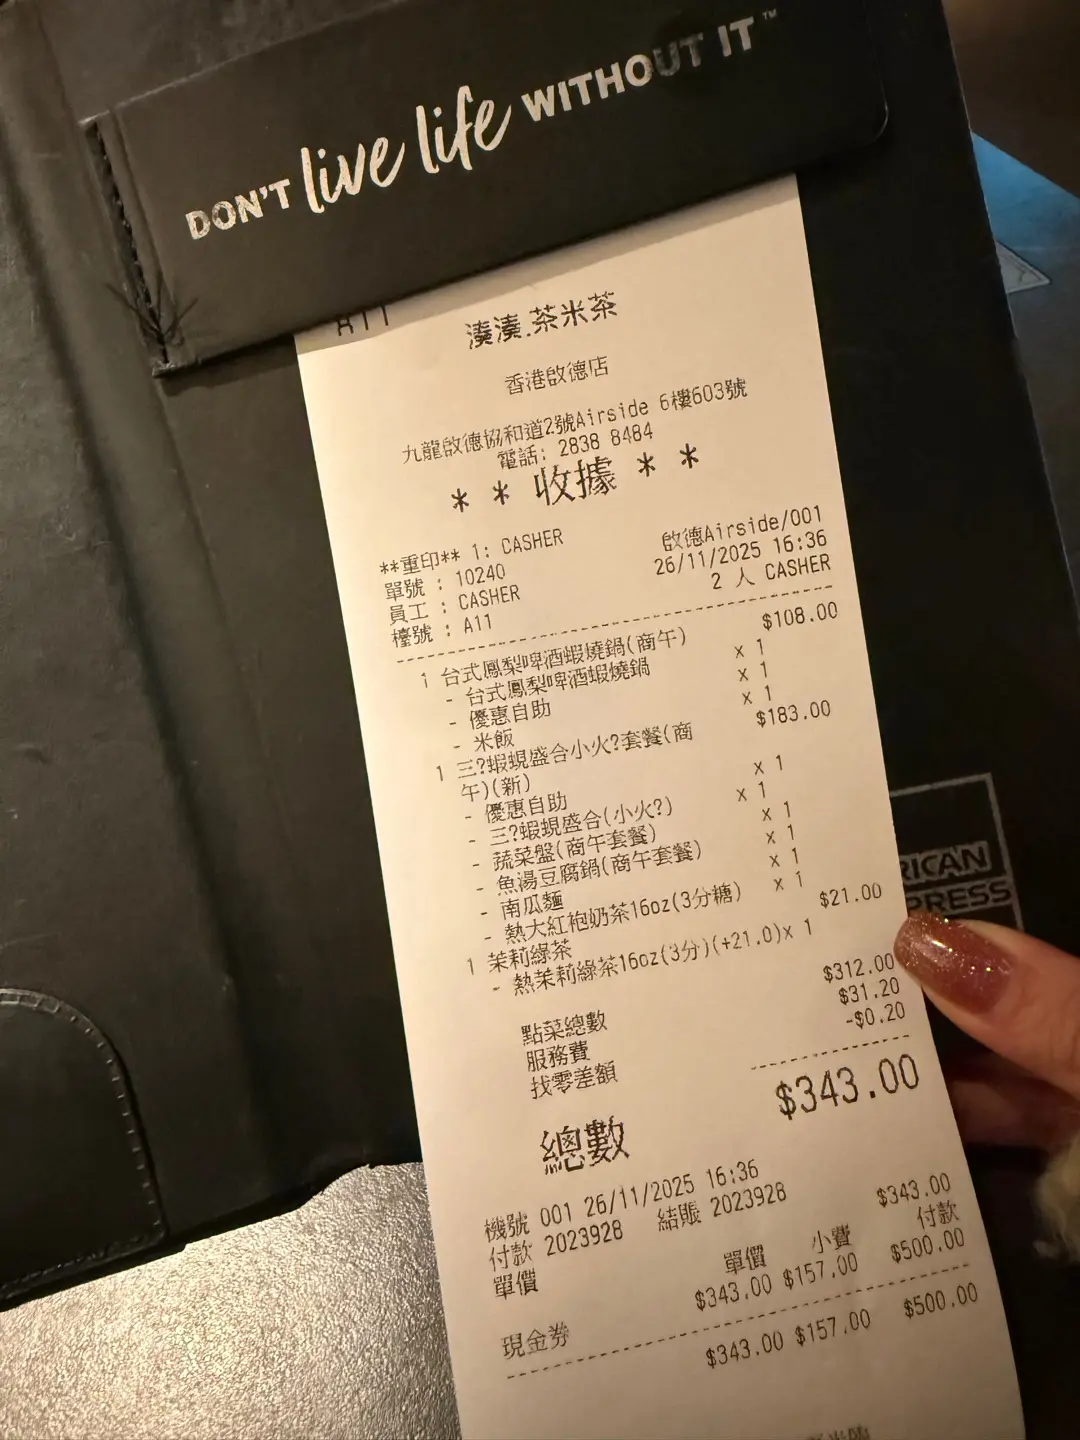 DON'T live life WITHOUT IT™
A11
湊湊.茶米茶
香港啟德店
九龍啟德協和道2號Airside 6樓603號
電話: 2838 8484
* * 收據 * *
**重印** 1: CASHER 啟德Airside/001
單號 : 10240 26/11/2025 16:36
員工 : CASHER 2 人 CASHER
檯號 : A11
1 台式鳳梨啤酒蝦燒鍋(商午) $108.00
- 台式鳳梨啤酒蝦燒鍋 x 1
- 優惠自助 x 1
- 米飯 x 1
1 三?蝦蜆盛合小火?套餐(商 $183.00
午)(新)
- 優惠自助 x 1
- 三?蝦蜆盛合(小火?) x 1
- 蔬菜盤(商午套餐) x 1
- 魚湯豆腐鍋(商午套餐) x 1
- 南瓜麵 x 1
- 熱大紅袍奶茶16oz(3分糖) x 1
1 茉莉綠茶 $21.00
- 熱茉莉綠茶16oz(3分)(+21.0)x 1
點菜總數 $312.00
服務費 $31.20
找零差額 -$0.20
總數 $343.00
機號 001 26/11/2025 16:36
付款 2023928 結賬 2023928
單價 $343.00
單價 小費 付款
$343.00 $157.00 $500.00
現金券
$343.00 $157.00 $500.00
RICAN
PRESS